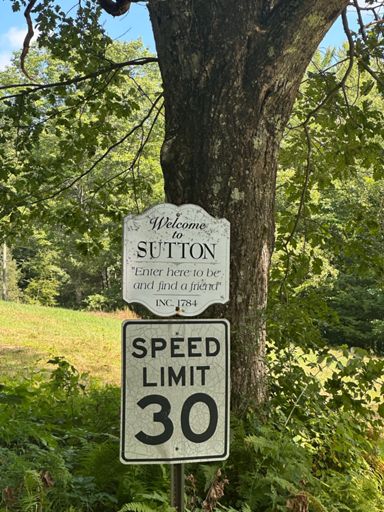 Welcome
to
SUTTON
"Enter here to be
and find a friend"
INC. 1784
SPEED
LIMIT
30